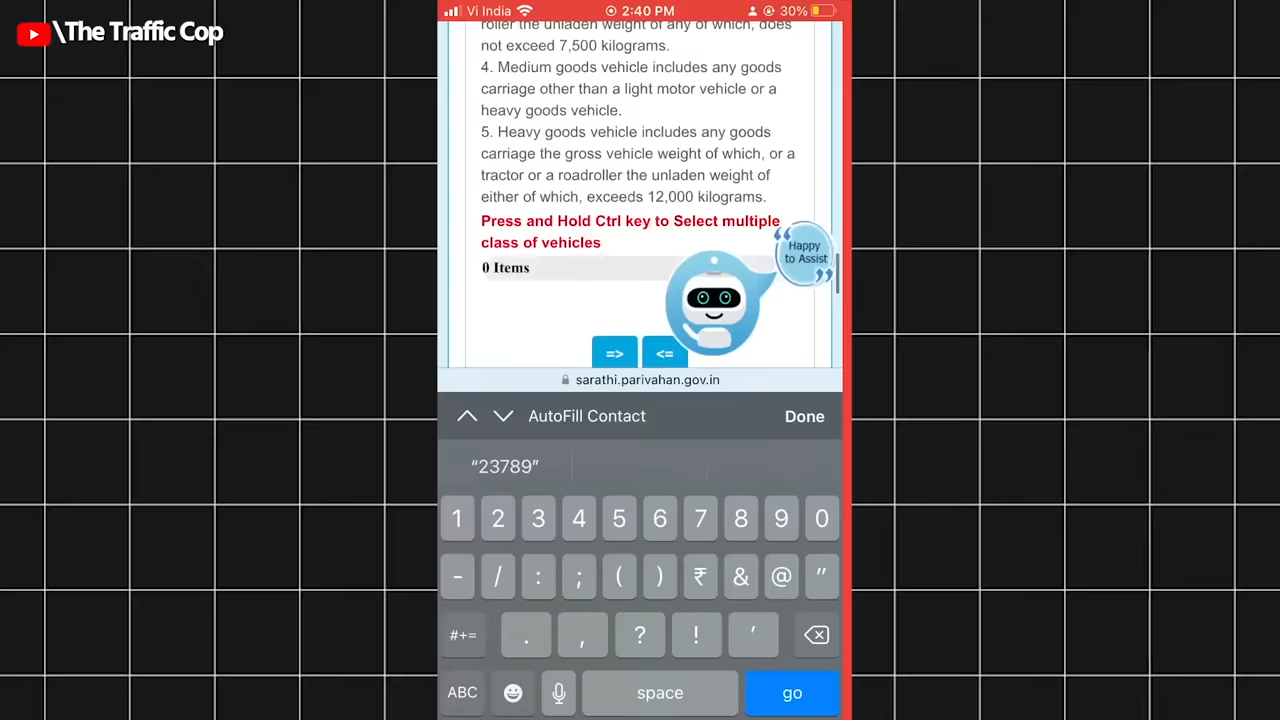 \The Traffic Cop
Vi India
2:40 PM
30%
roller the unladen weight of any of which, does
not exceed 7,500 kilograms.
4. Medium goods vehicle includes any goods
carriage other than a light motor vehicle or a
heavy goods vehicle.
5. Heavy goods vehicle includes any goods
carriage the gross vehicle weight of which, or a
tractor or a roadroller the unladen weight of
either of which, exceeds 12,000 kilograms.
Press and Hold Ctrl key to Select multiple
class of vehicles
“ Happy
to Assist ”
0 Items
=> <=
sarathi.parivahan.gov.in
AutoFill Contact
Done
“23789”
1 2 3 4 5 6 7 8 9 0
- / : ; ( ) ₹ & @ ”
#+= . , ? ! ’
ABC space go